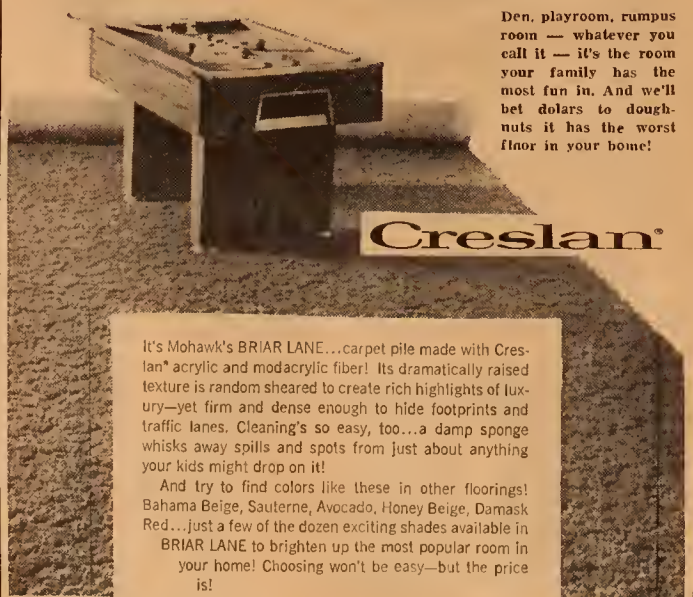 Den, playroom, rumpus
room — whatever you
call it — it's the room
your family has the
most fun in. And we'll
bet dolars to dough-
nuts it has the worst
floor in your home!
Creslan®
It's Mohawk's BRIAR LANE...carpet pile made with Cres-
lan® acrylic and modacrylic fiber! Its dramatically raised
texture is random sheared to create rich highlights of lux-
ury—yet firm and dense enough to hide footprints and
traffic lanes. Cleaning's so easy, too...a damp sponge
whisks away spills and spots from just about anything
your kids might drop on it!
And try to find colors like these in other floorings!
Bahama Beige, Sauterne, Avocado, Honey Beige, Damask
Red...just a few of the dozen exciting shades available in
BRIAR LANE to brighten up the most popular room in
your home! Choosing won't be easy—but the price
is!